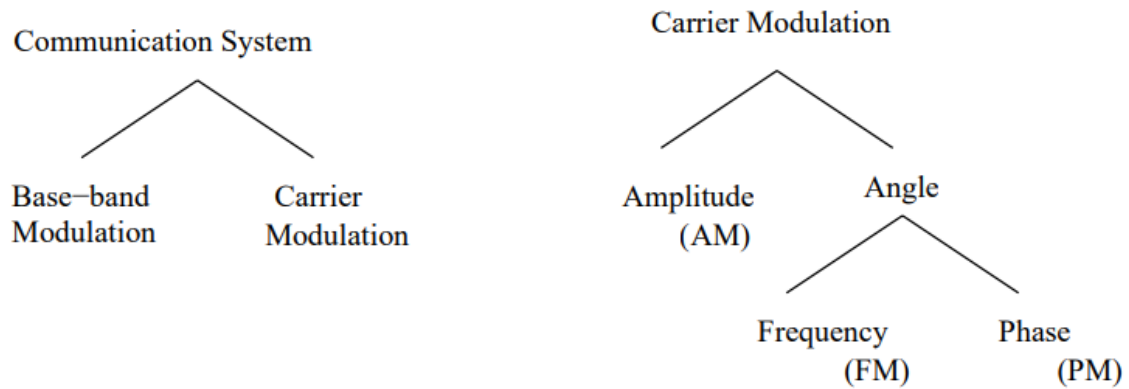 Communication System
Base−band
Modulation
Carrier
Modulation
Carrier Modulation
Amplitude
(AM)
Angle
Frequency
(FM)
Phase
(PM)